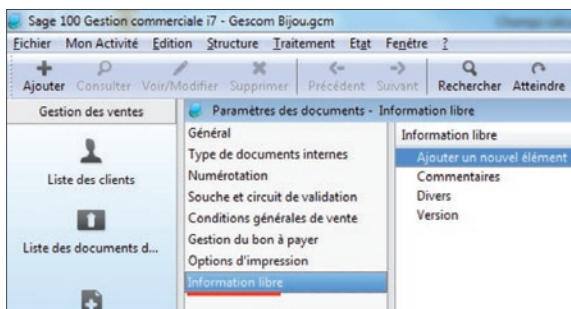 Sage 100 Gestion commerciale i7 - Gescom Bijou.gcm
Fichier Mon Activité Edition Structure Traitement Etat Fenêtre ?
Ajouter Consulter Voir/Modifier Supprimer Précédent Suivant Rechercher Atteindre
Gestion des ventes
Paramètres des documents - Information libre
Général
Type de documents internes
Numérotation
Souche et circuit de validation
Conditions générales de vente
Gestion du bon à payer
Options d'impression
Information libre
Information libre
Ajouter un nouvel élément
Commentaires
Divers
Version
Liste des clients
Liste des documents d...